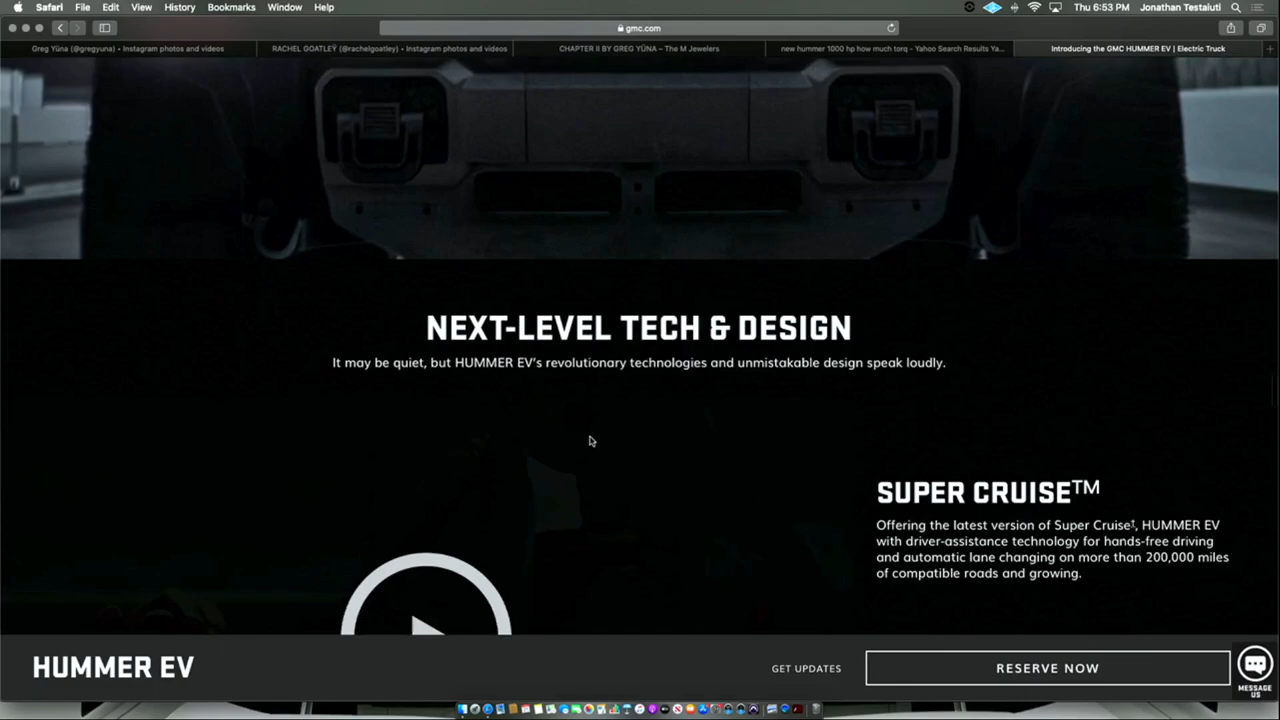 Safari File Edit View History Bookmarks Window Help Thu 6:53 PM Jonathan Testaluti
gmc.com
Greg Yüna (@gregyuna) • Instagram photos and videos
RACHEL GOATLEŸ (@rachelgoatley) • Instagram photos and videos
CHAPTER II BY GREG YÜNA – The M Jewelers
new hummer 1000 hp how much torq - Yahoo Search Results Ya...
Introducing the GMC HUMMER EV | Electric Truck
NEXT-LEVEL TECH & DESIGN
It may be quiet, but HUMMER EV's revolutionary technologies and unmistakable design speak loudly.
SUPER CRUISE™
Offering the latest version of Super Cruise†, HUMMER EV
with driver-assistance technology for hands-free driving
and automatic lane changing on more than 200,000 miles
of compatible roads and growing.
HUMMER EV
GET UPDATES
RESERVE NOW
MESSAGE
US